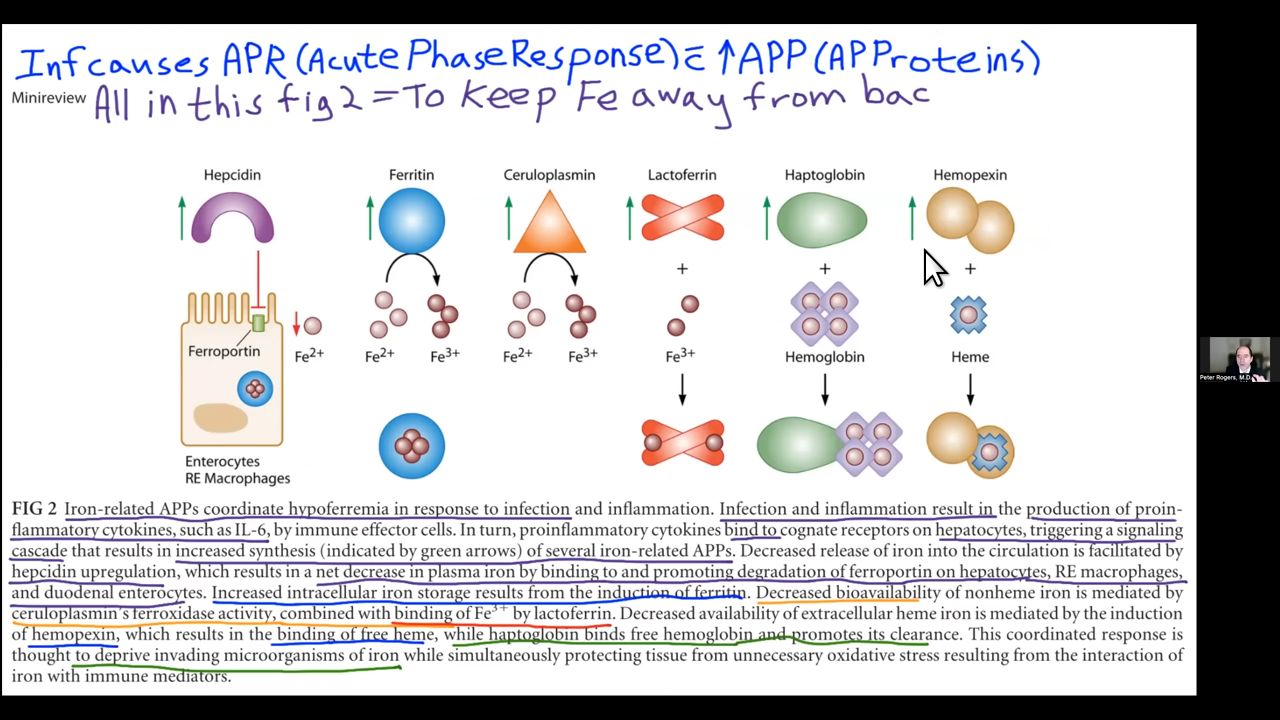 Inf causes APR (Acute Phase Response) c̄ ↑APP (AP Proteins)
Minireview All in this fig 2 = To Keep Fe away from bac
Hepcidin Ferritin Ceruloplasmin Lactoferrin Haptoglobin Hemopexin
+ + +
Ferroportin
Fe2+ Fe2+ Fe3+ Fe2+ Fe3+ Fe3+ Hemoglobin Heme
Peter Rogers, M.D.
Enterocytes
RE Macrophages
FIG 2 Iron-related APPs coordinate hypoferremia in response to infection and inflammation. Infection and inflammation result in the production of proin-
flammatory cytokines, such as IL-6, by immune effector cells. In turn, proinflammatory cytokines bind to cognate receptors on hepatocytes, triggering a signaling
cascade that results in increased synthesis (indicated by green arrows) of several iron-related APPs. Decreased release of iron into the circulation is facilitated by
hepcidin upregulation, which results in a net decrease in plasma iron by binding to and promoting degradation of ferroportin on hepatocytes, RE macrophages,
and duodenal enterocytes. Increased intracellular iron storage results from the induction of ferritin. Decreased bioavailability of nonheme iron is mediated by
ceruloplasmin's ferroxidase activity, combined with binding of Fe3+ by lactoferrin. Decreased availability of extracellular heme iron is mediated by the induction
of hemopexin, which results in the binding of free heme, while haptoglobin binds free hemoglobin and promotes its clearance. This coordinated response is
thought to deprive invading microorganisms of iron while simultaneously protecting tissue from unnecessary oxidative stress resulting from the interaction of
iron with immune mediators.